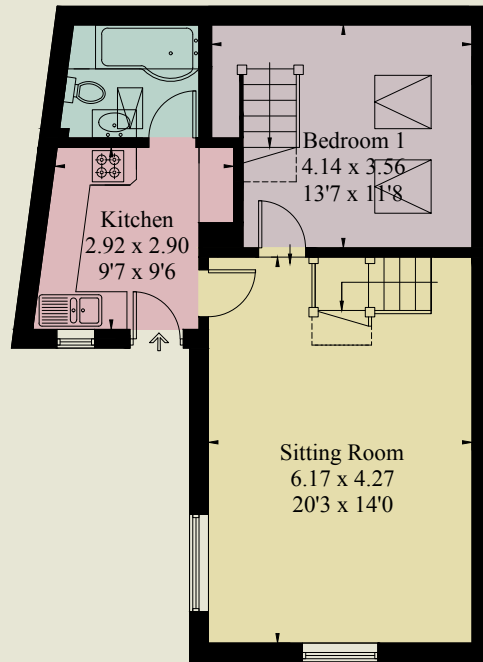 Bedroom 1
4.14 x 3.56
13'7 x 11'8
Kitchen
2.92 x 2.90
9'7 x 9'6
Sitting Room
6.17 x 4.27
20'3 x 14'0